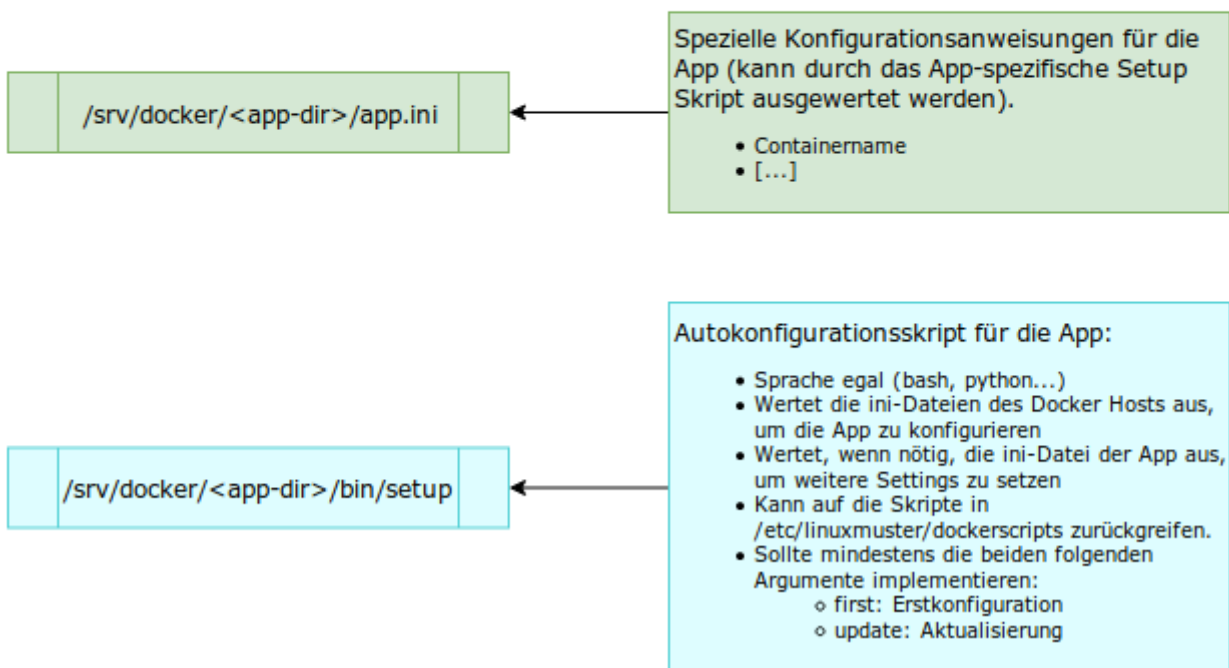 /srv/docker/<app-dir>/app.ini
Spezielle Konfigurationsanweisungen für die
App (kann durch das App-spezifische Setup
Skript ausgewertet werden).
• Containername
• [...]
/srv/docker/<app-dir>/bin/setup
Autokonfigurationsskript für die App:
• Sprache egal (bash, python...)
• Wertet die ini-Dateien des Docker Hosts aus,
um die App zu konfigurieren
• Wertet, wenn nötig, die ini-Datei der App aus,
um weitere Settings zu setzen
• Kann auf die Skripte in
/etc/linuxmuster/dockerscripts zurückgreifen.
• Sollte mindestens die beiden folgenden
Argumente implementieren:
◦ first: Erstkonfiguration
◦ update: Aktualisierung